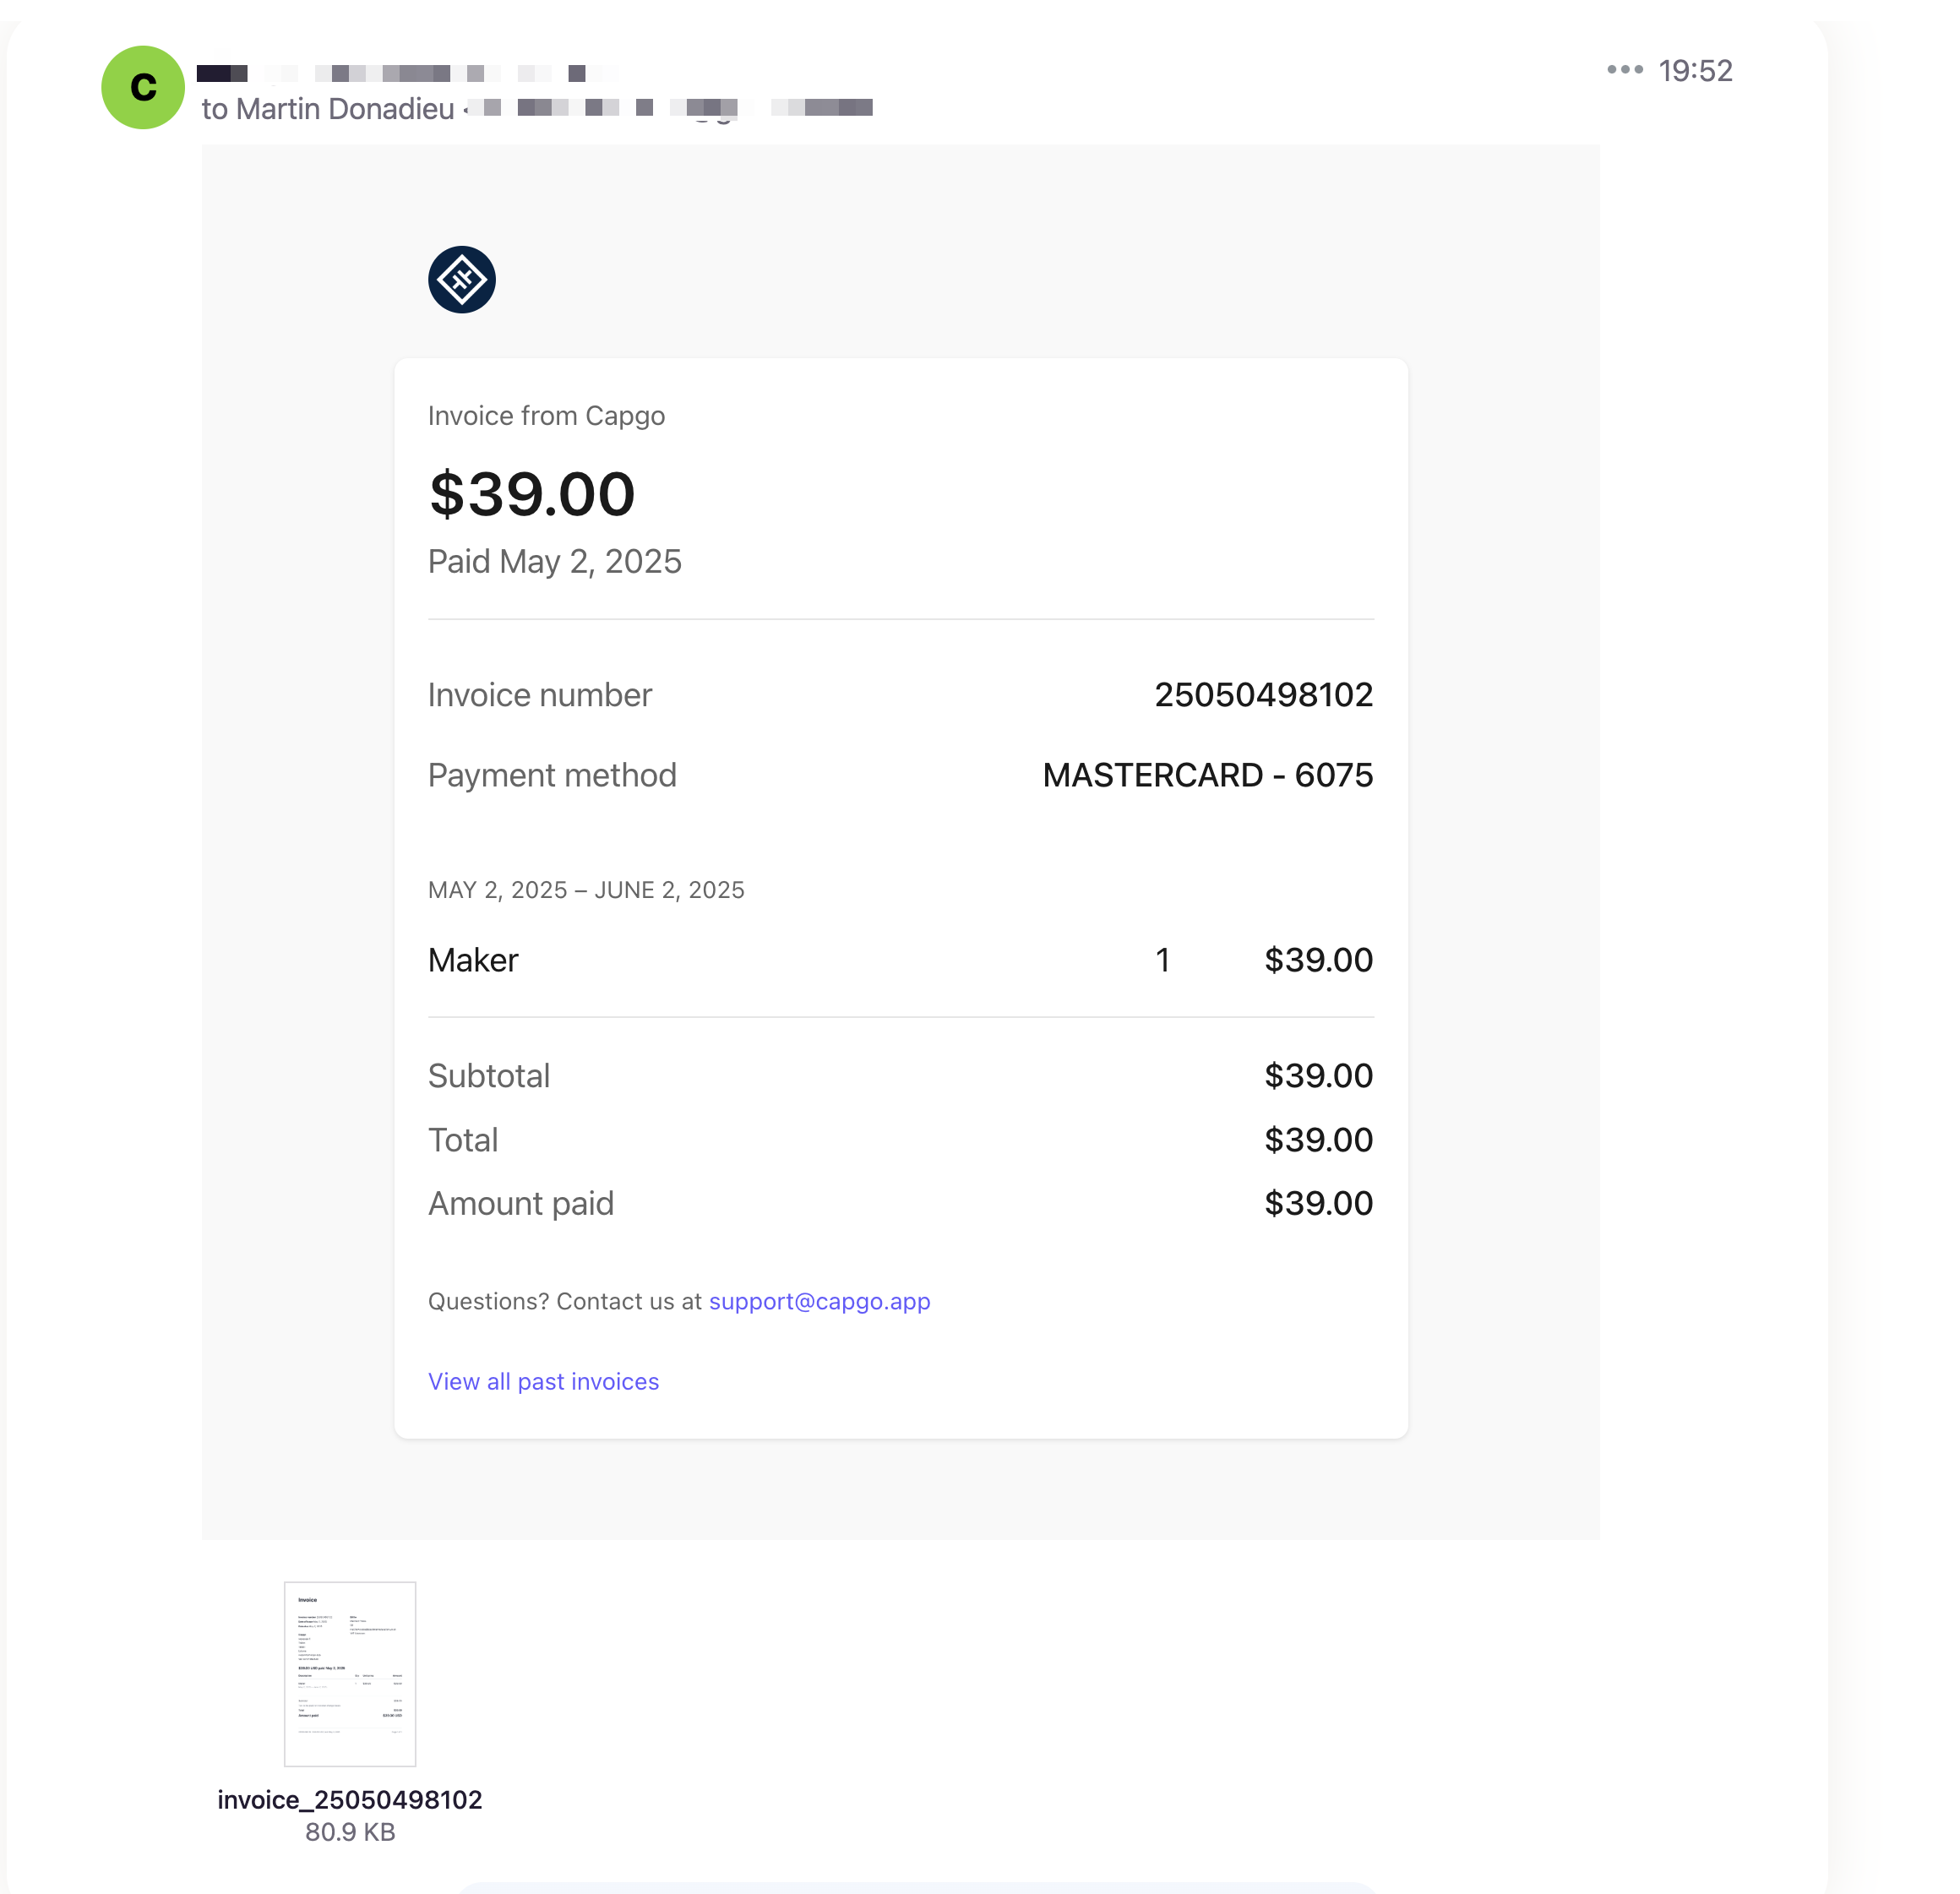 C
19:52
to Martin Donadieu
Invoice from Capgo
$39.00
Paid May 2, 2025
Invoice number 25050498102
Payment method MASTERCARD - 6075
MAY 2, 2025 – JUNE 2, 2025
Maker 1 $39.00
Subtotal $39.00
Total $39.00
Amount paid $39.00
Questions? Contact us at support@capgo.app
View all past invoices
Invoice
invoice_25050498102
80.9 KB